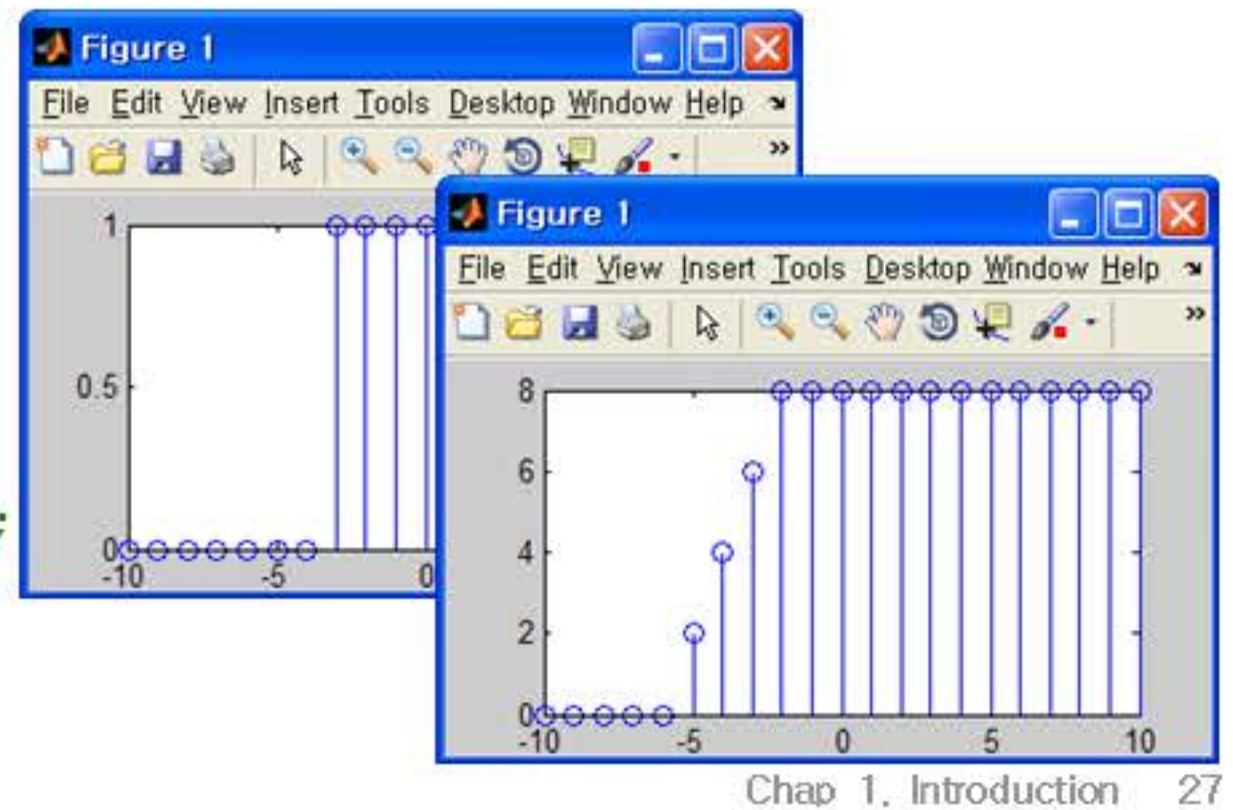 Figure 1
File Edit View Insert Tools Desktop Window Help
1
0.5
0
-10 -5 0
Figure 1
File Edit View Insert Tools Desktop Window Help
8
6
4
2
0
-10 -5 0 5 10
;
Chap 1. Introduction 27